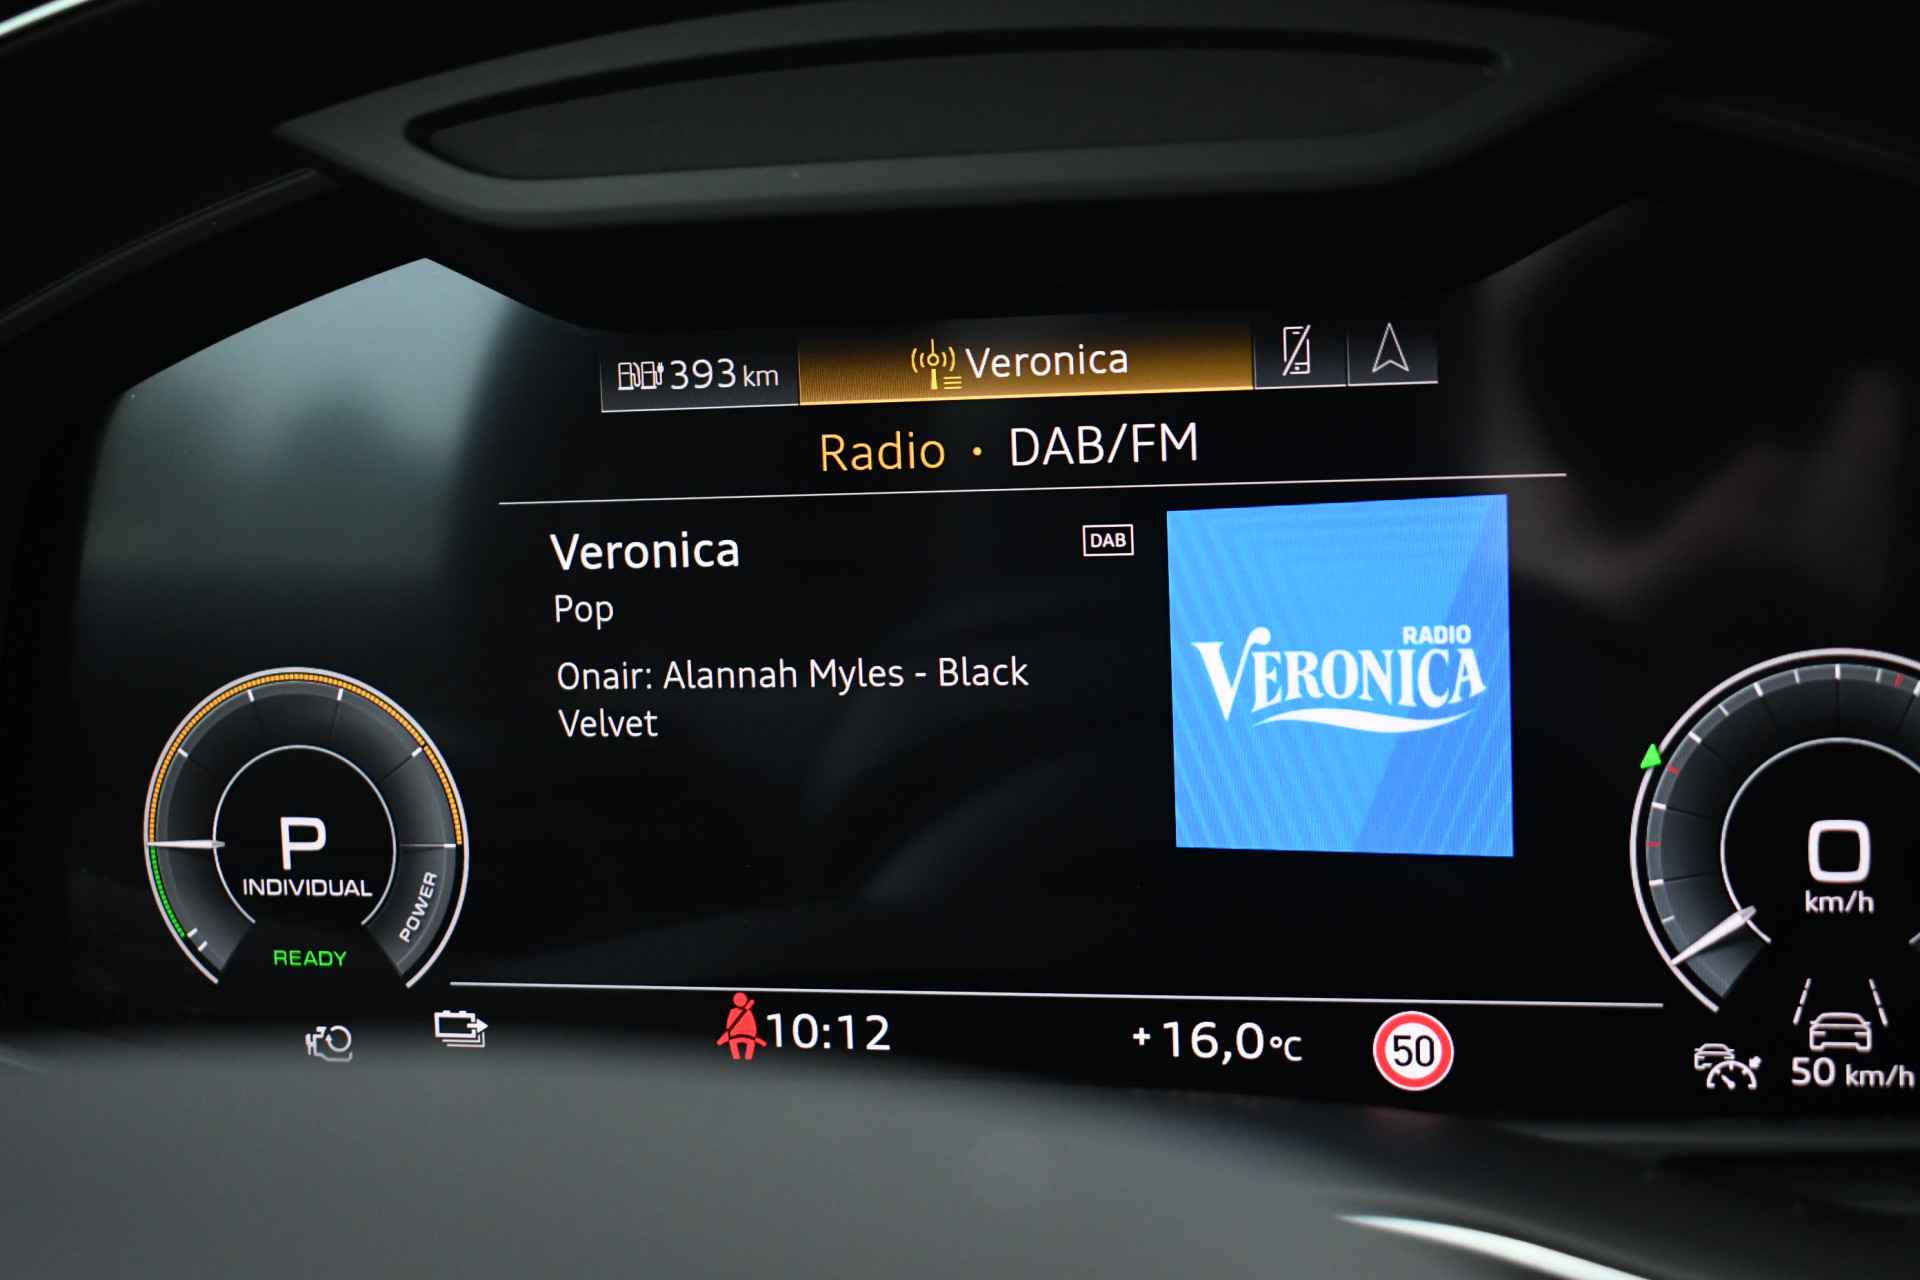 393 km
Veronica
Radio • DAB/FM
Veronica
DAB
Pop
Onair: Alannah Myles - Black
Velvet
RADIO
VERONICA
P
INDIVIDUAL
POWER
READY
0
km/h
10:12
+16,0°C
50
50 km/h